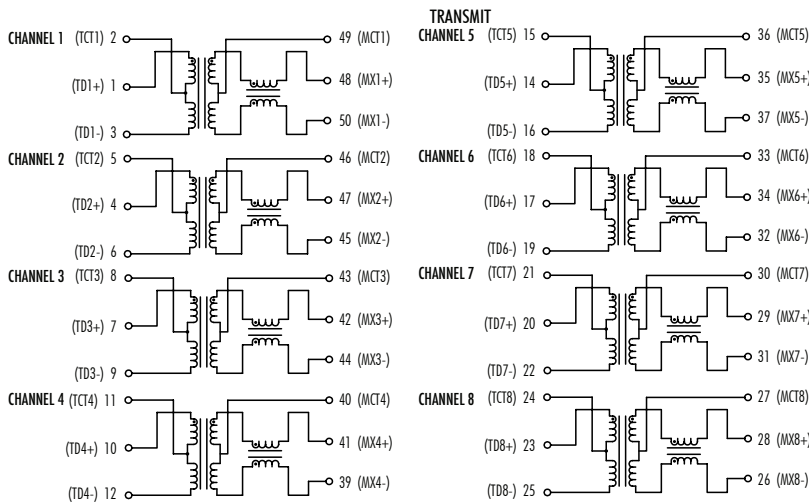 CHANNEL 1 (TCT1) 2
49 (MCT1)
(TD1+) 1
48 (MX1+)
50 (MX1-)
(TD1-) 3
CHANNEL 2 (TCT2) 5
46 (MCT2)
(TD2+) 4
47 (MX2+)
45 (MX2-)
(TD2-) 6
CHANNEL 3 (TCT3) 8
43 (MCT3)
(TD3+) 7
42 (MX3+)
44 (MX3-)
(TD3-) 9
CHANNEL 4 (TCT4) 11
40 (MCT4)
(TD4+) 10
41 (MX4+)
39 (MX4-)
(TD4-) 12
TRANSMIT
CHANNEL 5 (TCT5) 15
36 (MCT5)
(TD5+) 14
35 (MX5+)
37 (MX5-)
(TD5-) 16
CHANNEL 6 (TCT6) 18
33 (MCT6)
(TD6+) 17
34 (MX6+)
32 (MX6-)
(TD6-) 19
CHANNEL 7 (TCT7) 21
30 (MCT7)
(TD7+) 20
29 (MX7+)
31 (MX7-)
(TD7-) 22
CHANNEL 8 (TCT8) 24
27 (MCT8)
(TD8+) 23
28 (MX8+)
26 (MX8-)
(TD8-) 25